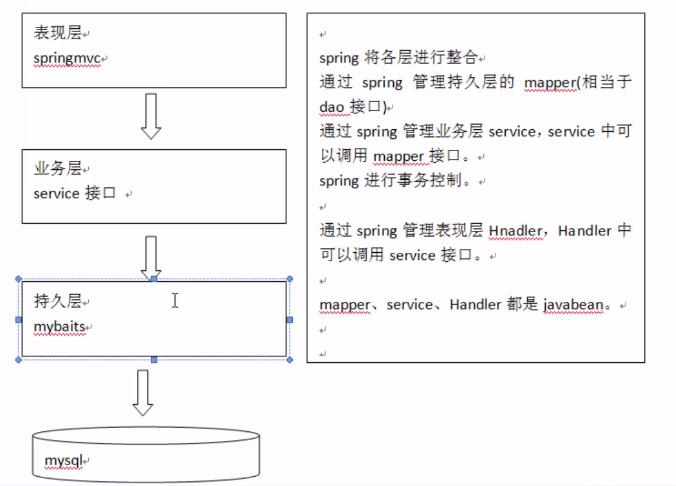 表现层
springmvc
业务层
service 接口
持久层
mybaits
mysql
spring 将各层进行整合
通过 spring 管理持久层的 mapper(相当于
dao 接口)
通过 spring 管理业务层 service，service 中可
以调用 mapper 接口。
spring 进行事务控制。
通过 spring 管理表现层 Hnadler，Handler 中
可以调用 service 接口。
mapper、service、Handler 都是 javabean。